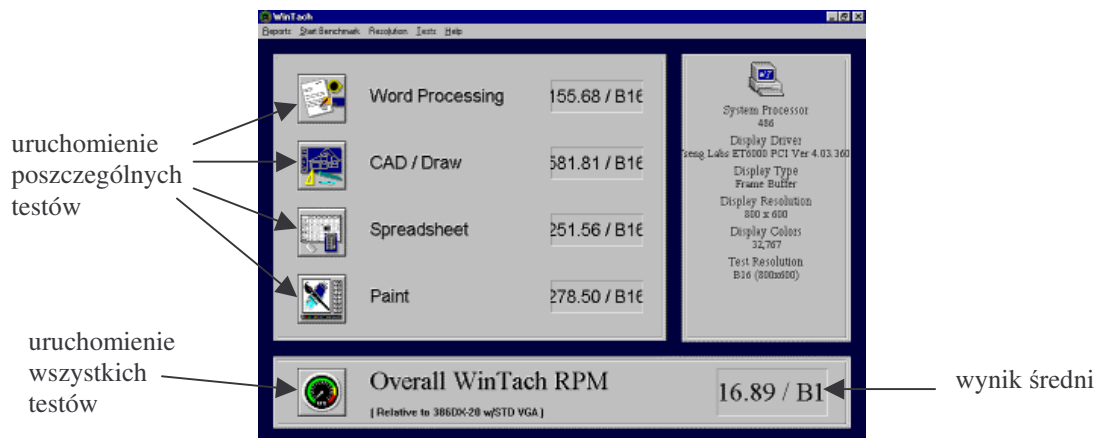 WinTach
Reports Start Benchmark Resolution Tests Help
Word Processing 155.68 / B16
CAD / Draw 581.81 / B16
Spreadsheet 251.56 / B16
Paint 278.50 / B16
System Processor
486
Display Driver
Tseng Labs ET6000 PCI Ver 4.03.360
Display Type
Frame Buffer
Display Resolution
800 x 600
Display Colors
32,767
Test Resolution
B16 (800x600)
Overall WinTach RPM
16.89 / B1
( Relative to 386DX-20 w/STD VGA )
uruchomienie
poszczególnych
testów
uruchomienie
wszystkich
testów
wynik średni